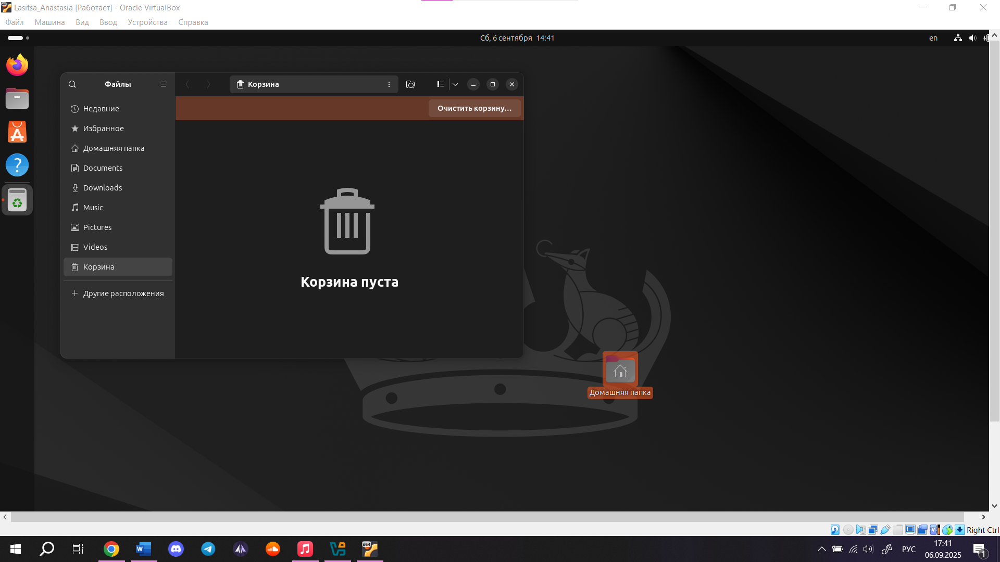 Lasitsa_Anastasia [Работает] - Oracle VirtualBox
Файл Машина Вид Ввод Устройства Справка
Сб, 6 сентября 14:41
en
Файлы
Корзина
Недавние
Очистить корзину...
Избранное
Домашняя папка
Documents
Downloads
Music
Pictures
Videos
Корзина
Корзина пуста
Другие расположения
Домашняя папка
Right Ctrl
17:41
РУС
06.09.2025
1